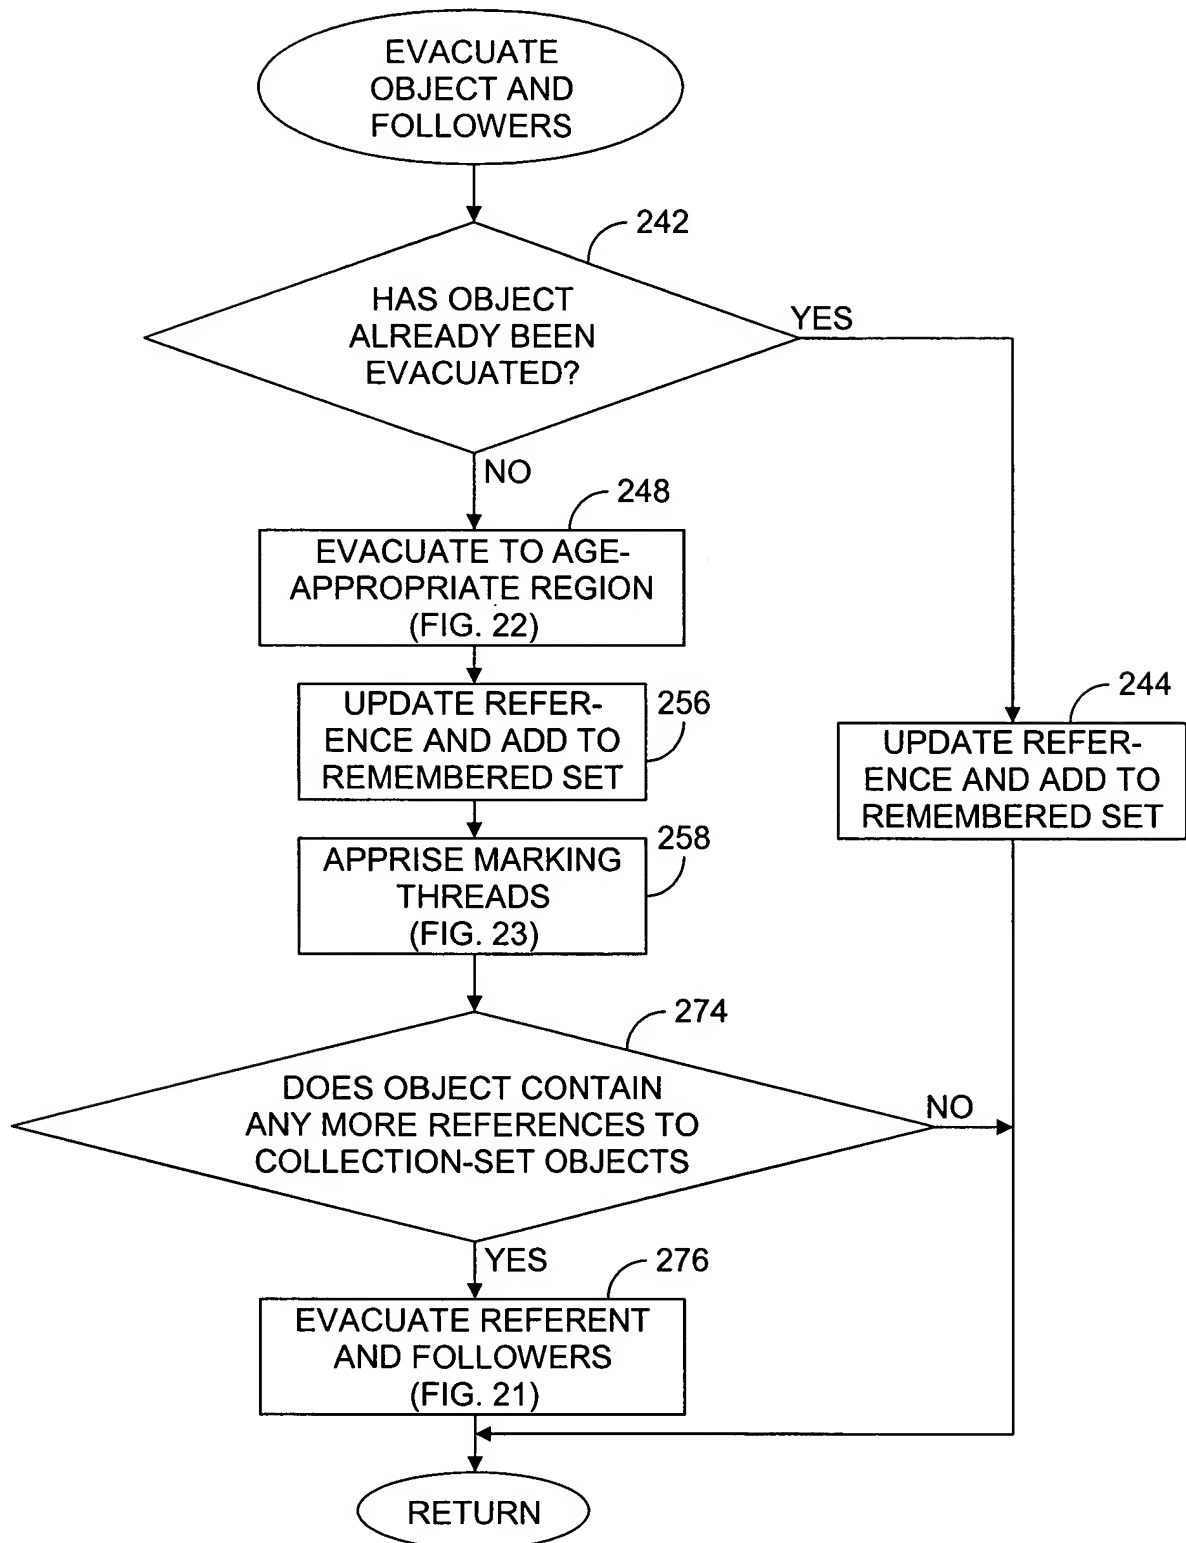 EVACUATE
OBJECT AND
FOLLOWERS
242
HAS OBJECT
ALREADY BEEN
EVACUATED?
YES
NO
248
EVACUATE TO AGE-
APPROPRIATE REGION
(FIG. 22)
UPDATE REFER-
ENCE AND ADD TO
REMEMBERED SET
256
244
UPDATE REFER-
ENCE AND ADD TO
REMEMBERED SET
APPRISE MARKING
THREADS
(FIG. 23)
258
274
DOES OBJECT CONTAIN
ANY MORE REFERENCES TO
COLLECTION-SET OBJECTS
NO
YES
276
EVACUATE REFERENT
AND FOLLOWERS
(FIG. 21)
RETURN